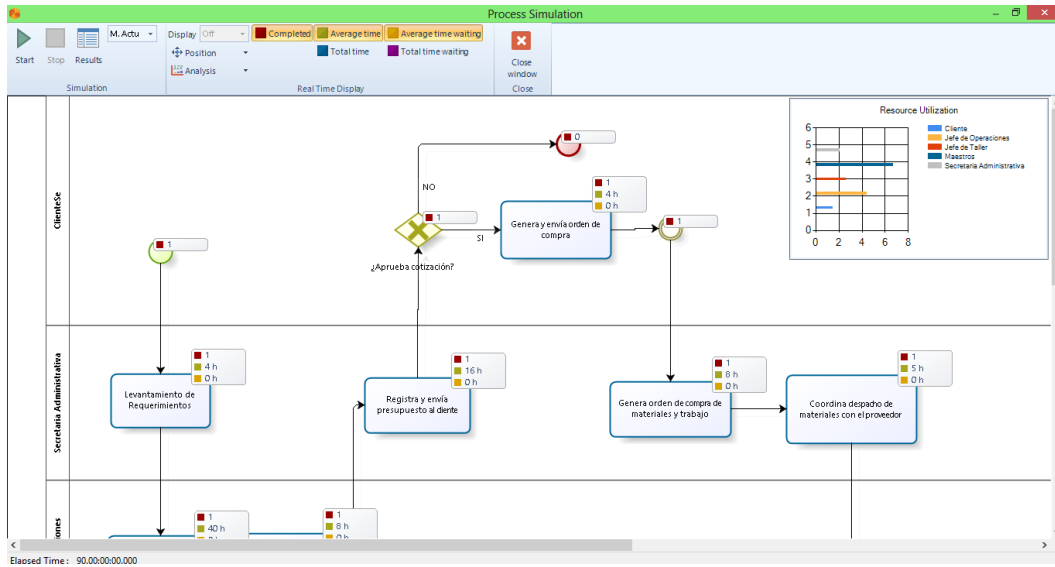 Process Simulation
Start
Stop
Results
M. Actu
Simulation
Display Off
Position
Analysis
Completed
Average time
Average time waiting
Total time
Total time waiting
Real Time Display
Close window
Close
Resource Utilization
6
5
4
3
2
1
0
0 2 4 6 8
Cliente
Jefe de Operaciones
Jefe de Taller
Maestros
Secretaria Administrativa
ClienteSe
0
NO
1
4 h
0 h
1
Genera y envía orden de
compra
1
SI
1
¿Aprueba cotización?
Secretaria Administrativa
1
4 h
0 h
Levantamiento de
Requerimientos
1
16 h
0 h
Registra y envía
presupuesto al cliente
1
8 h
0 h
Genera orden de compra de
materiales y trabajo
1
5 h
0 h
Coordina despacho de
materiales con el proveedor
iones
1
40 h
1
8 h
Elapsed Time : 90.00:00:00.000